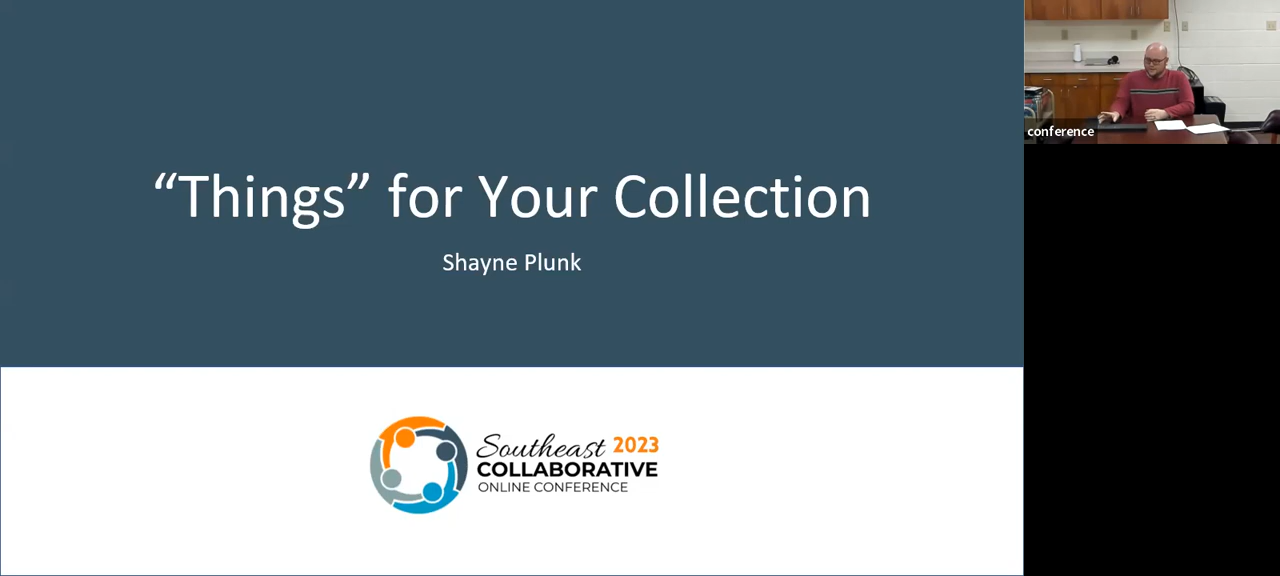 “Things” for Your Collection
Shayne Plunk
Southeast 2023
COLLABORATIVE
ONLINE CONFERENCE
conference